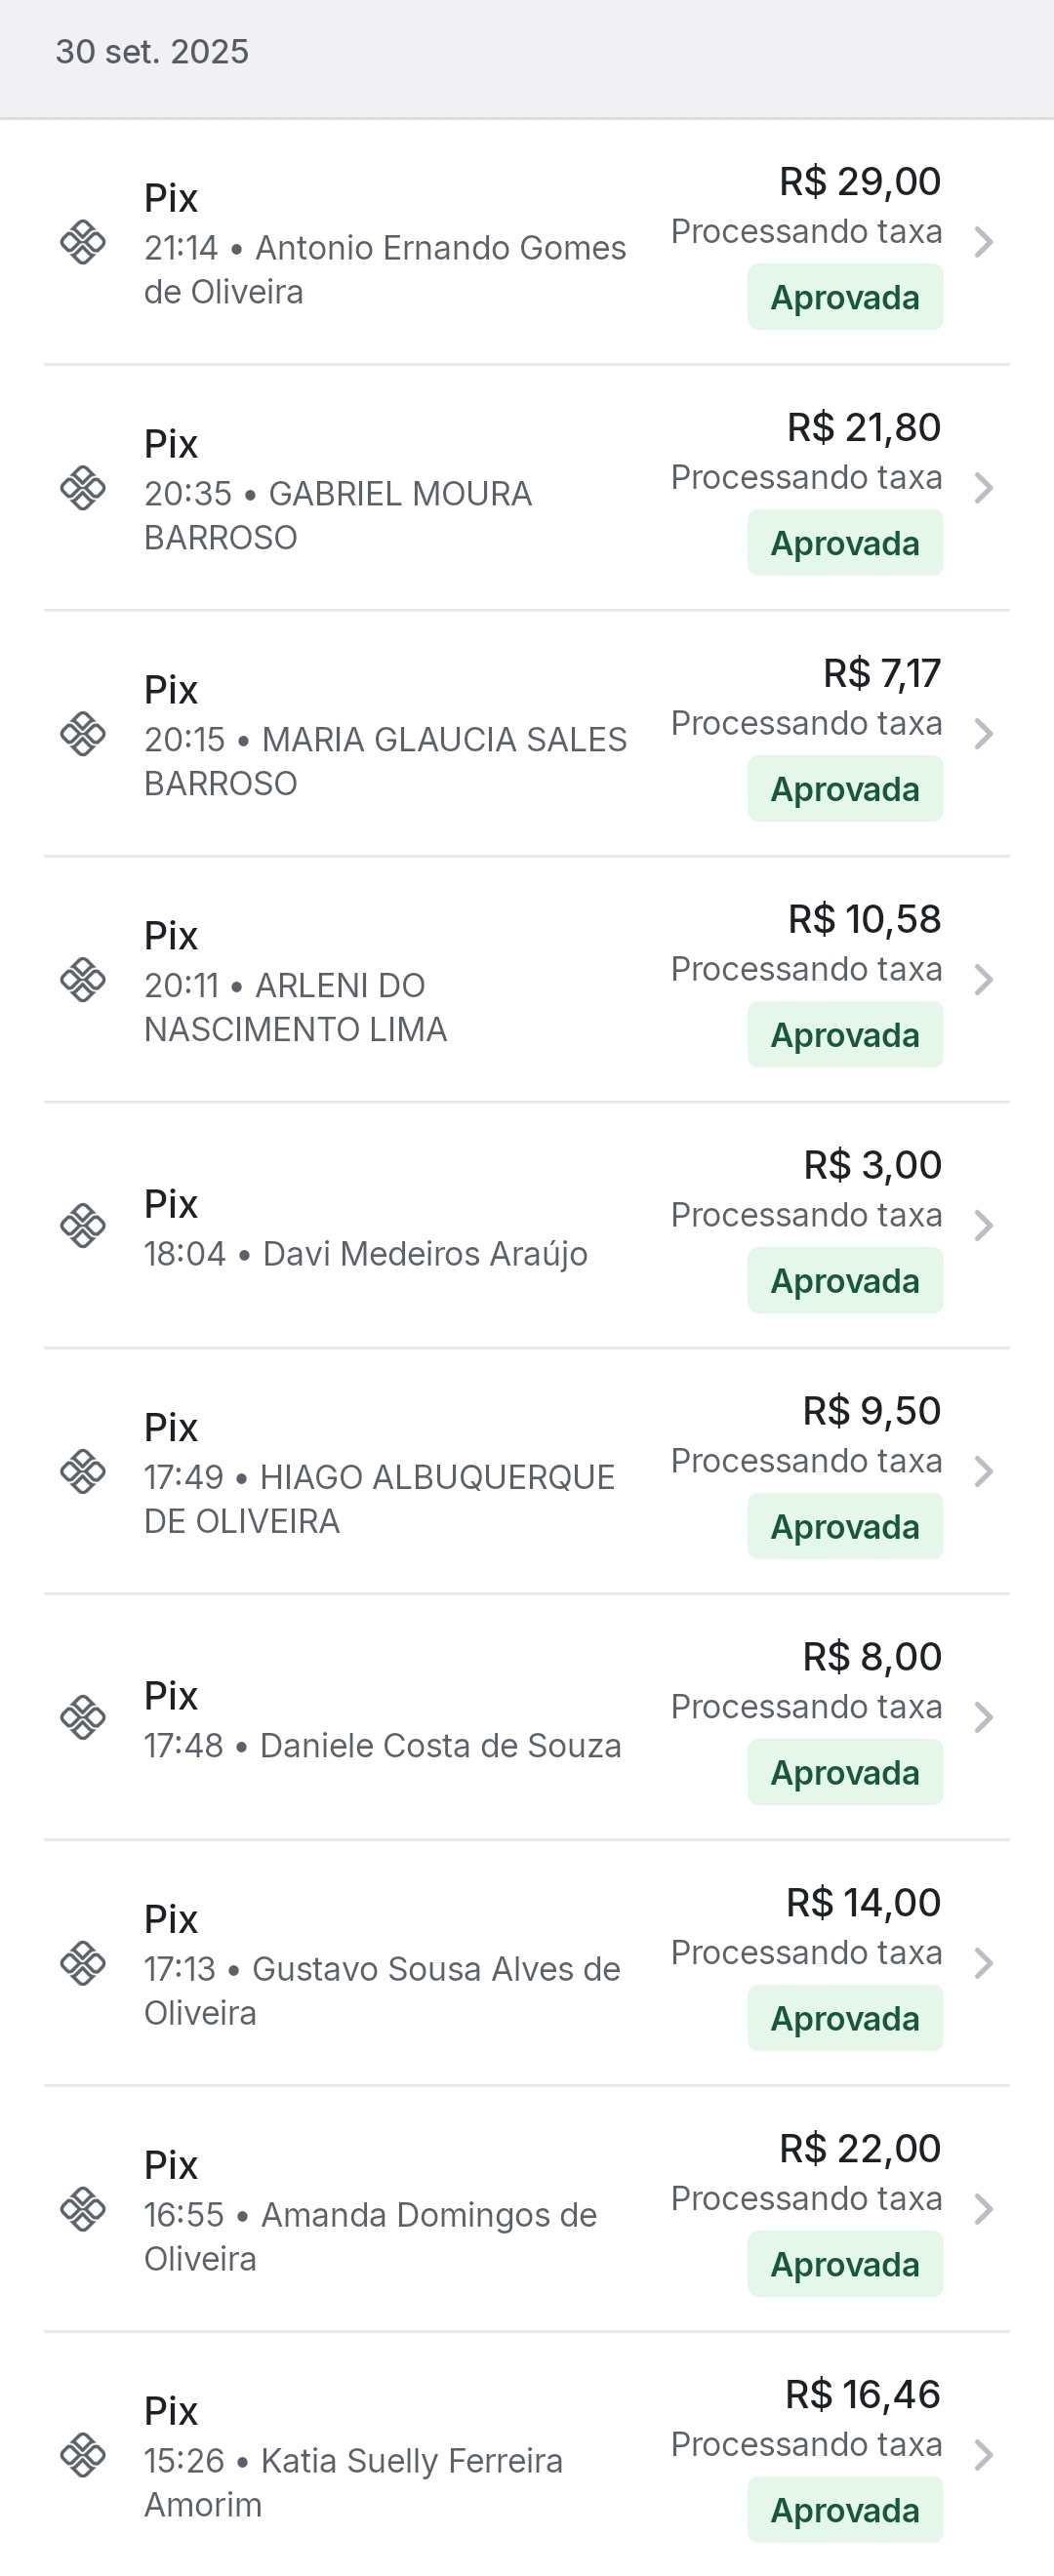 30 set. 2025
Pix
21:14 • Antonio Ernando Gomes
de Oliveira
R$ 29,00
Processando taxa
Aprovada
Pix
20:35 • GABRIEL MOURA
BARROSO
R$ 21,80
Processando taxa
Aprovada
Pix
20:15 • MARIA GLAUCIA SALES
BARROSO
R$ 7,17
Processando taxa
Aprovada
Pix
20:11 • ARLENI DO
NASCIMENTO LIMA
R$ 10,58
Processando taxa
Aprovada
Pix
18:04 • Davi Medeiros Araújo
R$ 3,00
Processando taxa
Aprovada
Pix
17:49 • HIAGO ALBUQUERQUE
DE OLIVEIRA
R$ 9,50
Processando taxa
Aprovada
Pix
17:48 • Daniele Costa de Souza
R$ 8,00
Processando taxa
Aprovada
Pix
17:13 • Gustavo Sousa Alves de
Oliveira
R$ 14,00
Processando taxa
Aprovada
Pix
16:55 • Amanda Domingos de
Oliveira
R$ 22,00
Processando taxa
Aprovada
Pix
15:26 • Katia Suelly Ferreira
Amorim
R$ 16,46
Processando taxa
Aprovada